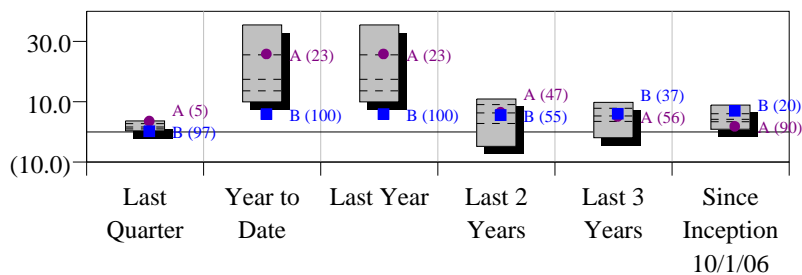 30.0
10.0
(10.0)
A (5)
B (97)
A (23)
B (100)
A (23)
B (100)
A (47)
B (55)
B (37)
A (56)
B (20)
A (90)
Last Quarter
Year to Date
Last Year
Last 2 Years
Last 3 Years
Since Inception 10/1/06